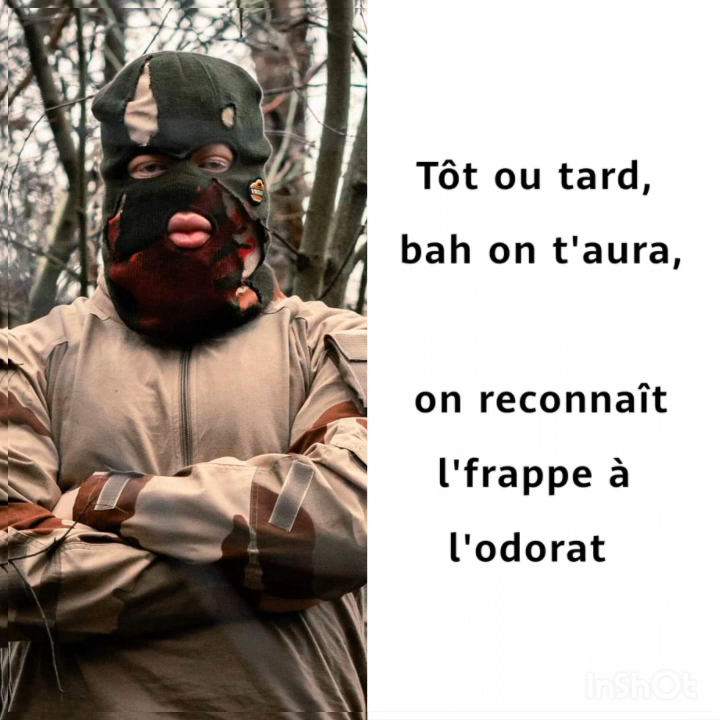 Tôt ou tard,
bah on t'aura,
on reconnaît
l'frappe à
l'odorat
InShOt